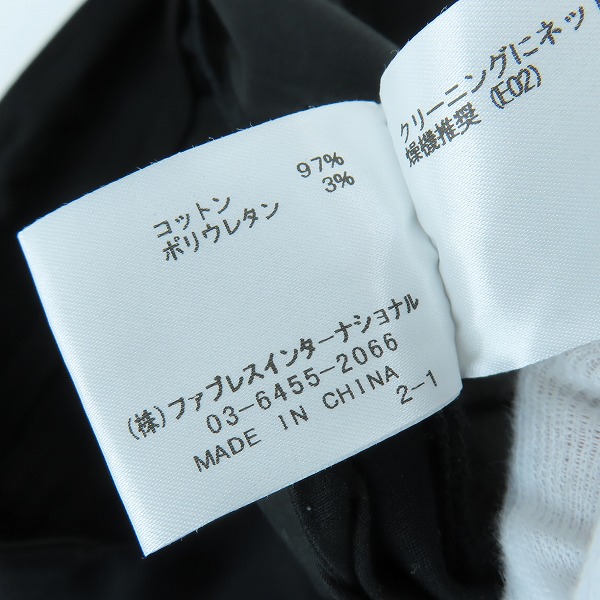 コットン 97%
ポリウレタン 3%
(株)ファブレスインターナショナル
03-6455-2066
MADE IN CHINA
2-1
クリーニングにネッ
燥機推奨 (E02)